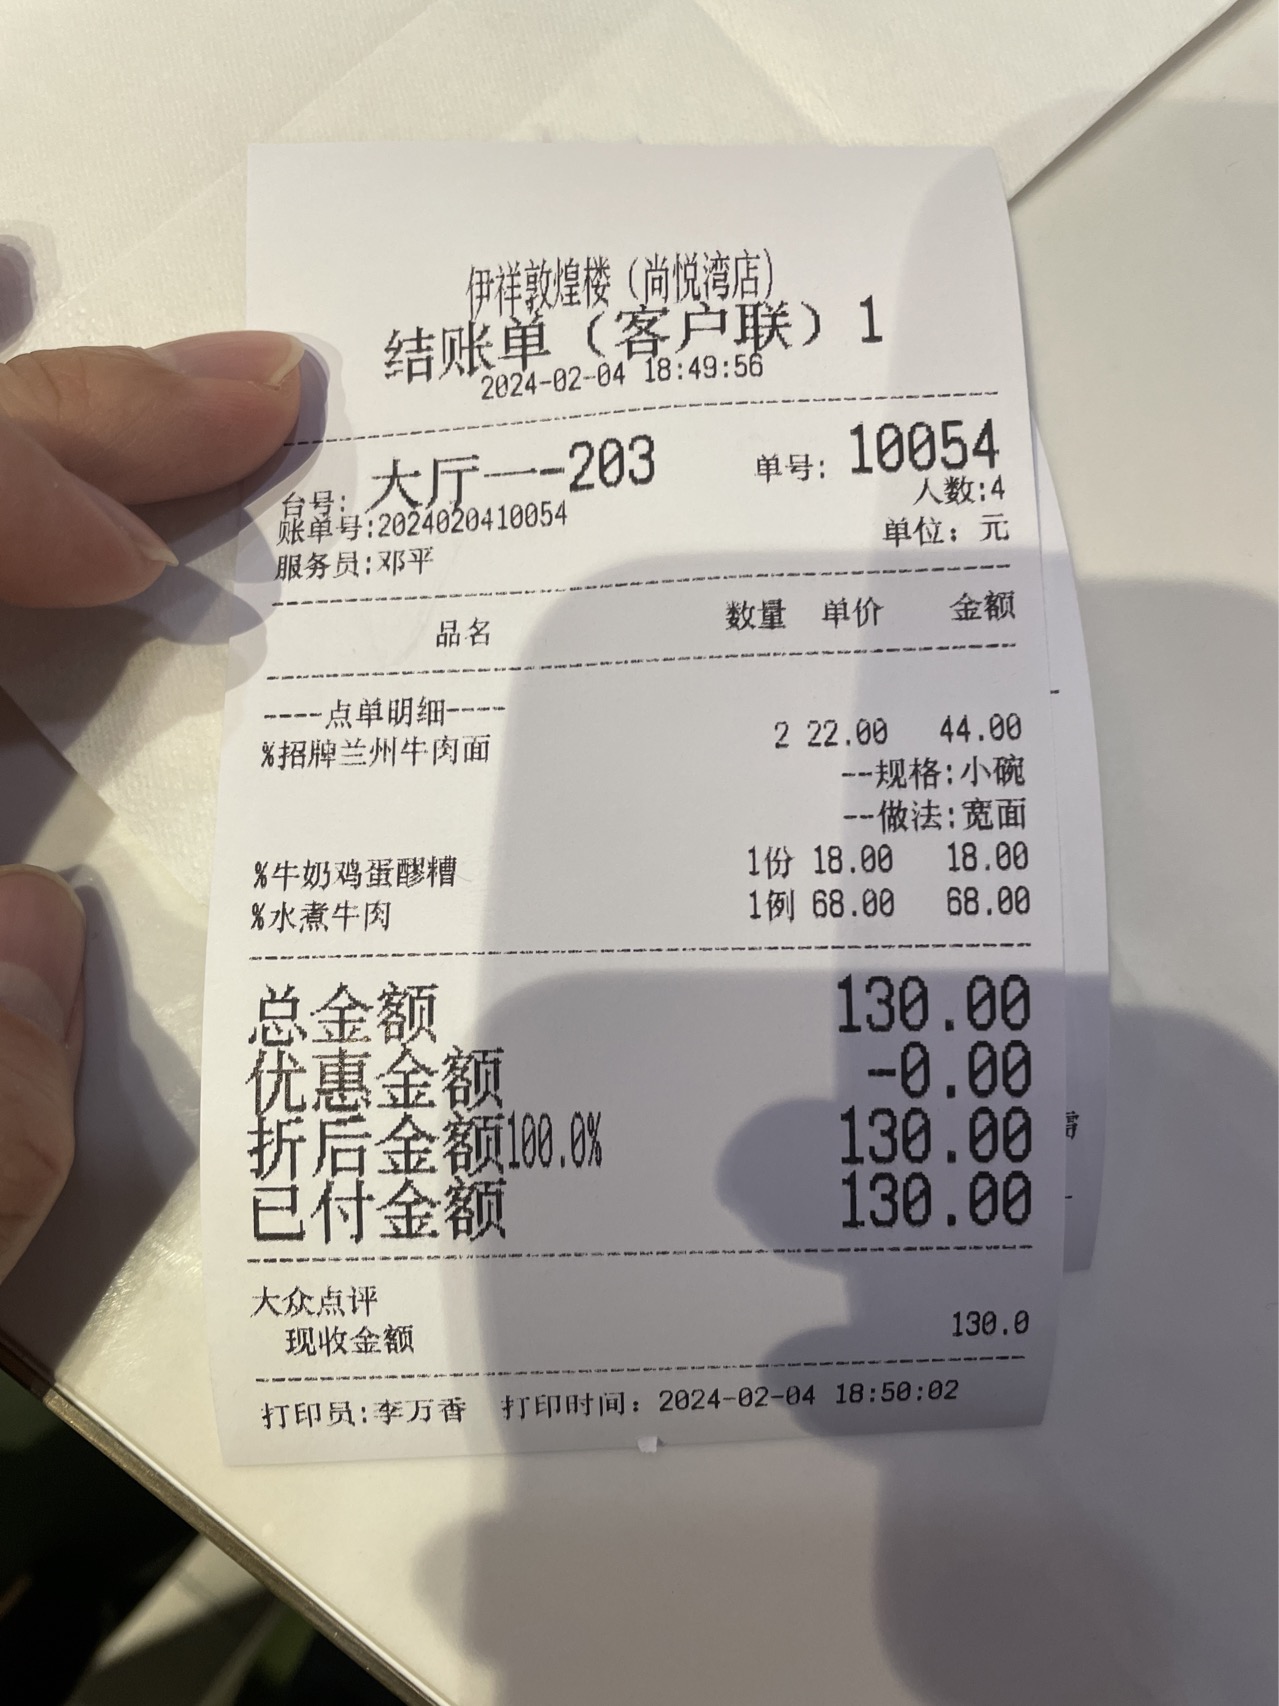 伊祥敦煌楼（尚悦湾店）
结账单（客户联）1
2024-02-04 18:49:56
台号: 大厅一-203 单号: 10054
人数:4
账单号:2024020410054
单位: 元
服务员:邓平
品名 数量 单价 金额
----点单明细----
%招牌兰州牛肉面 2 22.00 44.00
--规格:小碗
--做法:宽面
%牛奶鸡蛋醪糟 1份 18.00 18.00
%水煮牛肉 1例 68.00 68.00
总金额 130.00
优惠金额 -0.00
折后金额100.0% 130.00
已付金额 130.00
大众点评
现收金额 130.0
打印员:李万香 打印时间: 2024-02-04 18:50:02